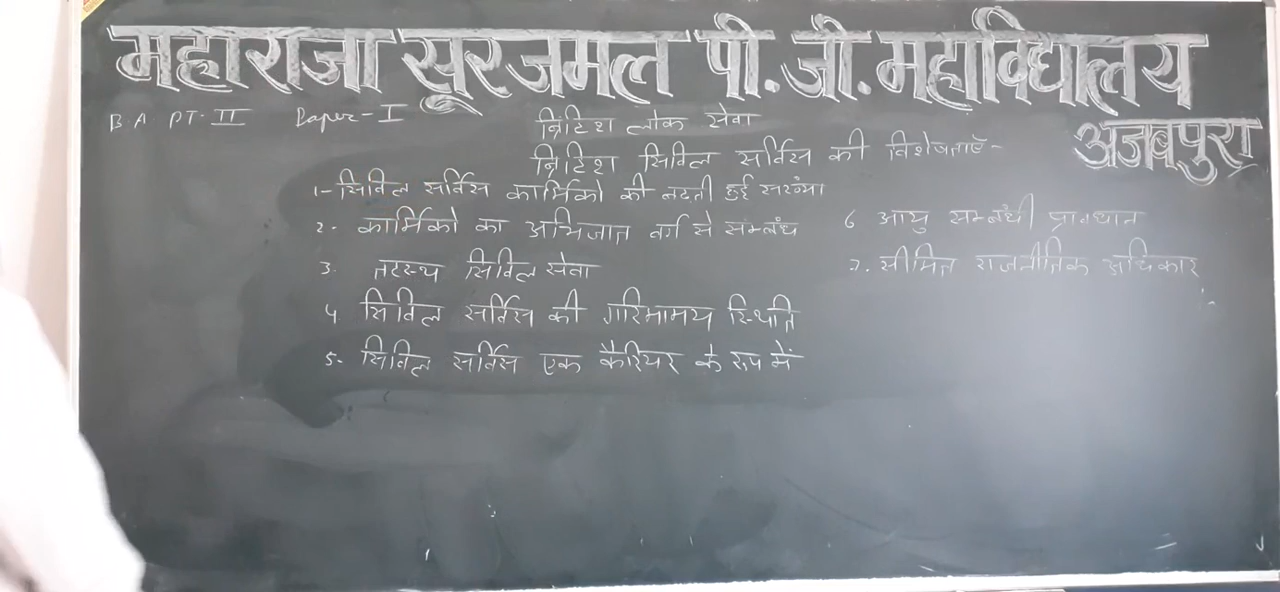 महाराजा सूरजमल पी.जी.महाविद्यालय
अजबपुरा
B A PT-II Paper-I
ब्रिटिश लोक सेवा
ब्रिटिश सिविल सर्विस की विशेषताएँ-
1- सिविल सर्विस कार्मिको की बढती हुई संख्या
2- कार्मिको का अभिजात वर्ग से सम्बंध
3. तटस्थ सिविल सेवा
4 सिविल सर्विस की गरिमामय स्थिति
5- सिविल सर्विस एक कैरियर के रूप में
6 आयु सम्बंधी प्रावधान
7. सीमित राजनीतिक अधिकार